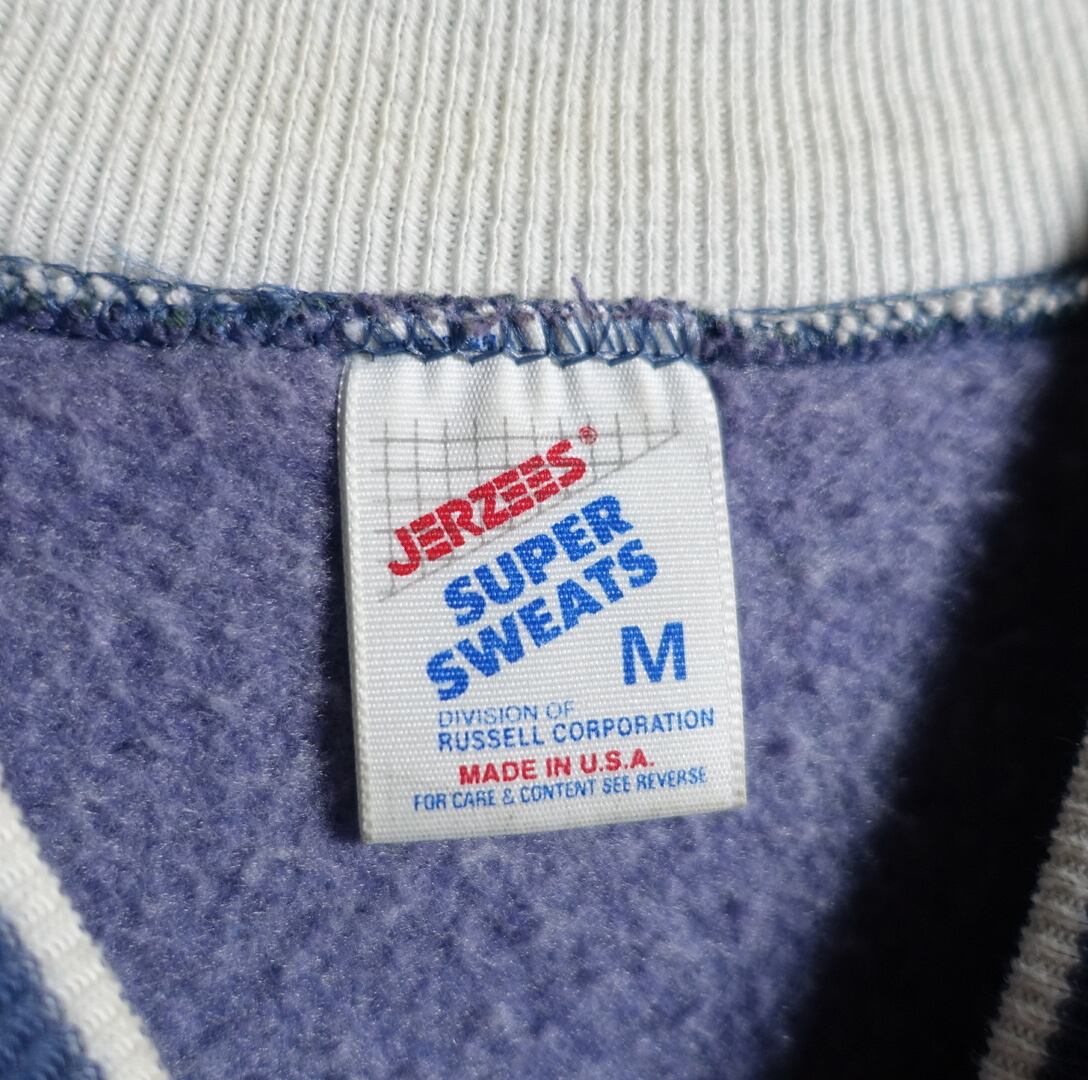 JERZEES®
SUPER
SWEATS
M
DIVISION OF
RUSSELL CORPORATION
MADE IN U.S.A.
FOR CARE & CONTENT SEE REVERSE